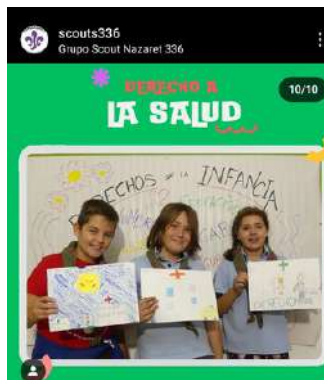 scouts336
Grupo Scout Nazaret 336
10/10
DERECHO A
LA SALUD
DERECHOS DE LA INFANCIA